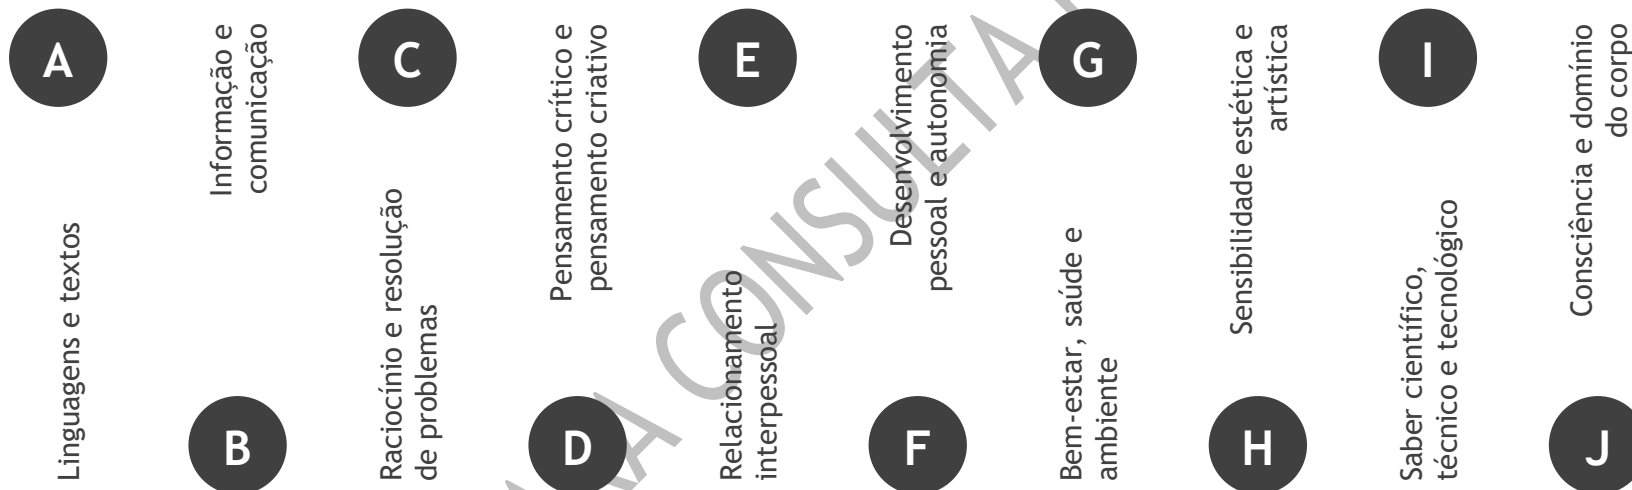 A
Linguagens e textos
Informação e
comunicação
B
C
Raciocínio e resolução
de problemas
Pensamento crítico e
pensamento criativo
D
E
Relacionamento
interpessoal
Desenvolvimento
pessoal e autonomia
F
G
Bem-estar, saúde e
ambiente
Sensibilidade estética e
artística
H
I
Saber científico,
técnico e tecnológico
Consciência e domínio
do corpo
J
CONSULTA